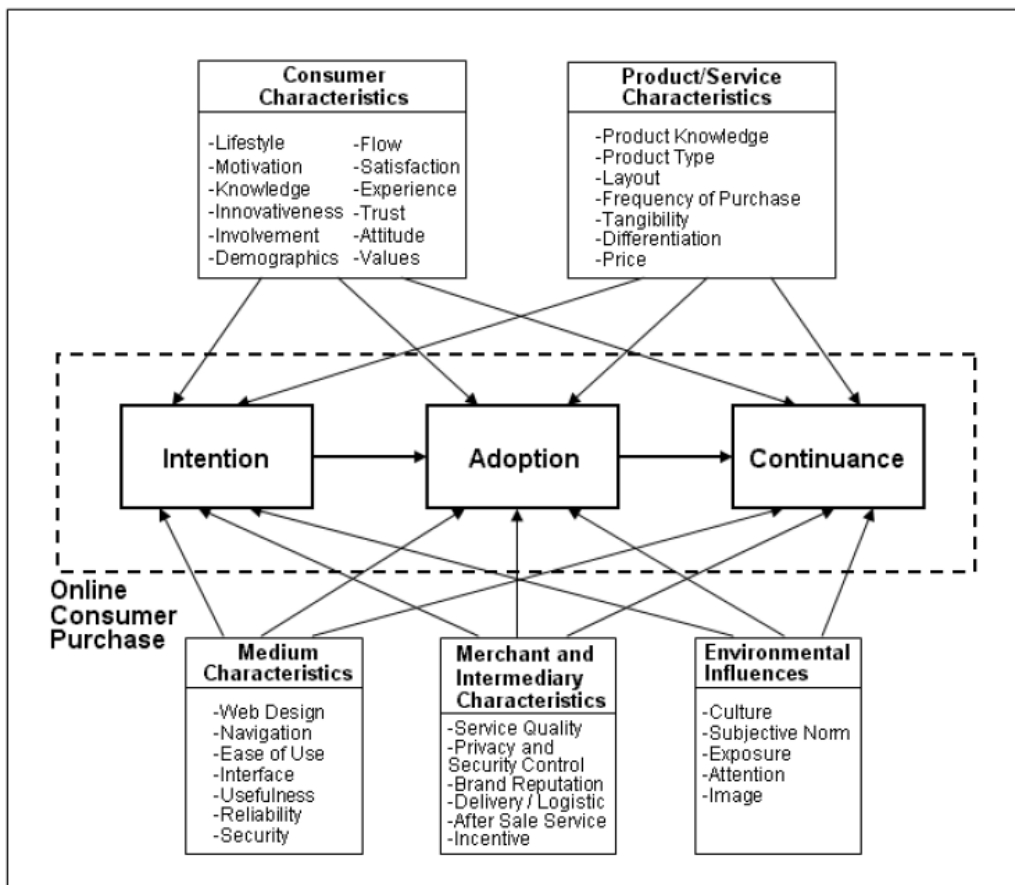 Consumer
Characteristics
-Lifestyle
-Motivation
-Knowledge
-Innovativeness
-Involvement
-Demographics
-Flow
-Satisfaction
-Experience
-Trust
-Attitude
-Values
Product/Service
Characteristics
-Product Knowledge
-Product Type
-Layout
-Frequency of Purchase
-Tangibility
-Differentiation
-Price
Intention
Adoption
Continuance
Online
Consumer
Purchase
Medium
Characteristics
-Web Design
-Navigation
-Ease of Use
-Interface
-Usefulness
-Reliability
-Security
Merchant and
Intermediary
Characteristics
-Service Quality
-Privacy and
Security Control
-Brand Reputation
-Delivery / Logistic
-After Sale Service
-Incentive
Environmental
Influences
-Culture
-Subjective Norm
-Exposure
-Attention
-Image